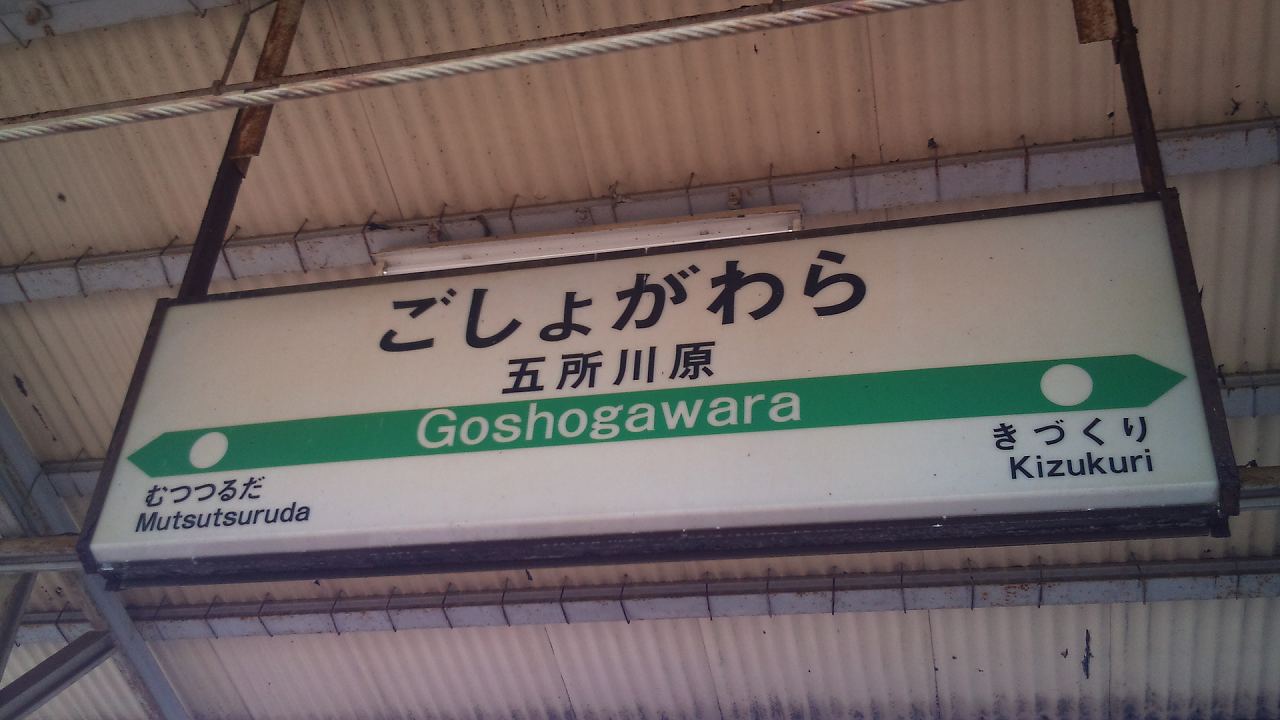 ごしょがわら
五所川原
Goshogawara
むつつるだ
Mutsutsuruda
きづくり
Kizukuri